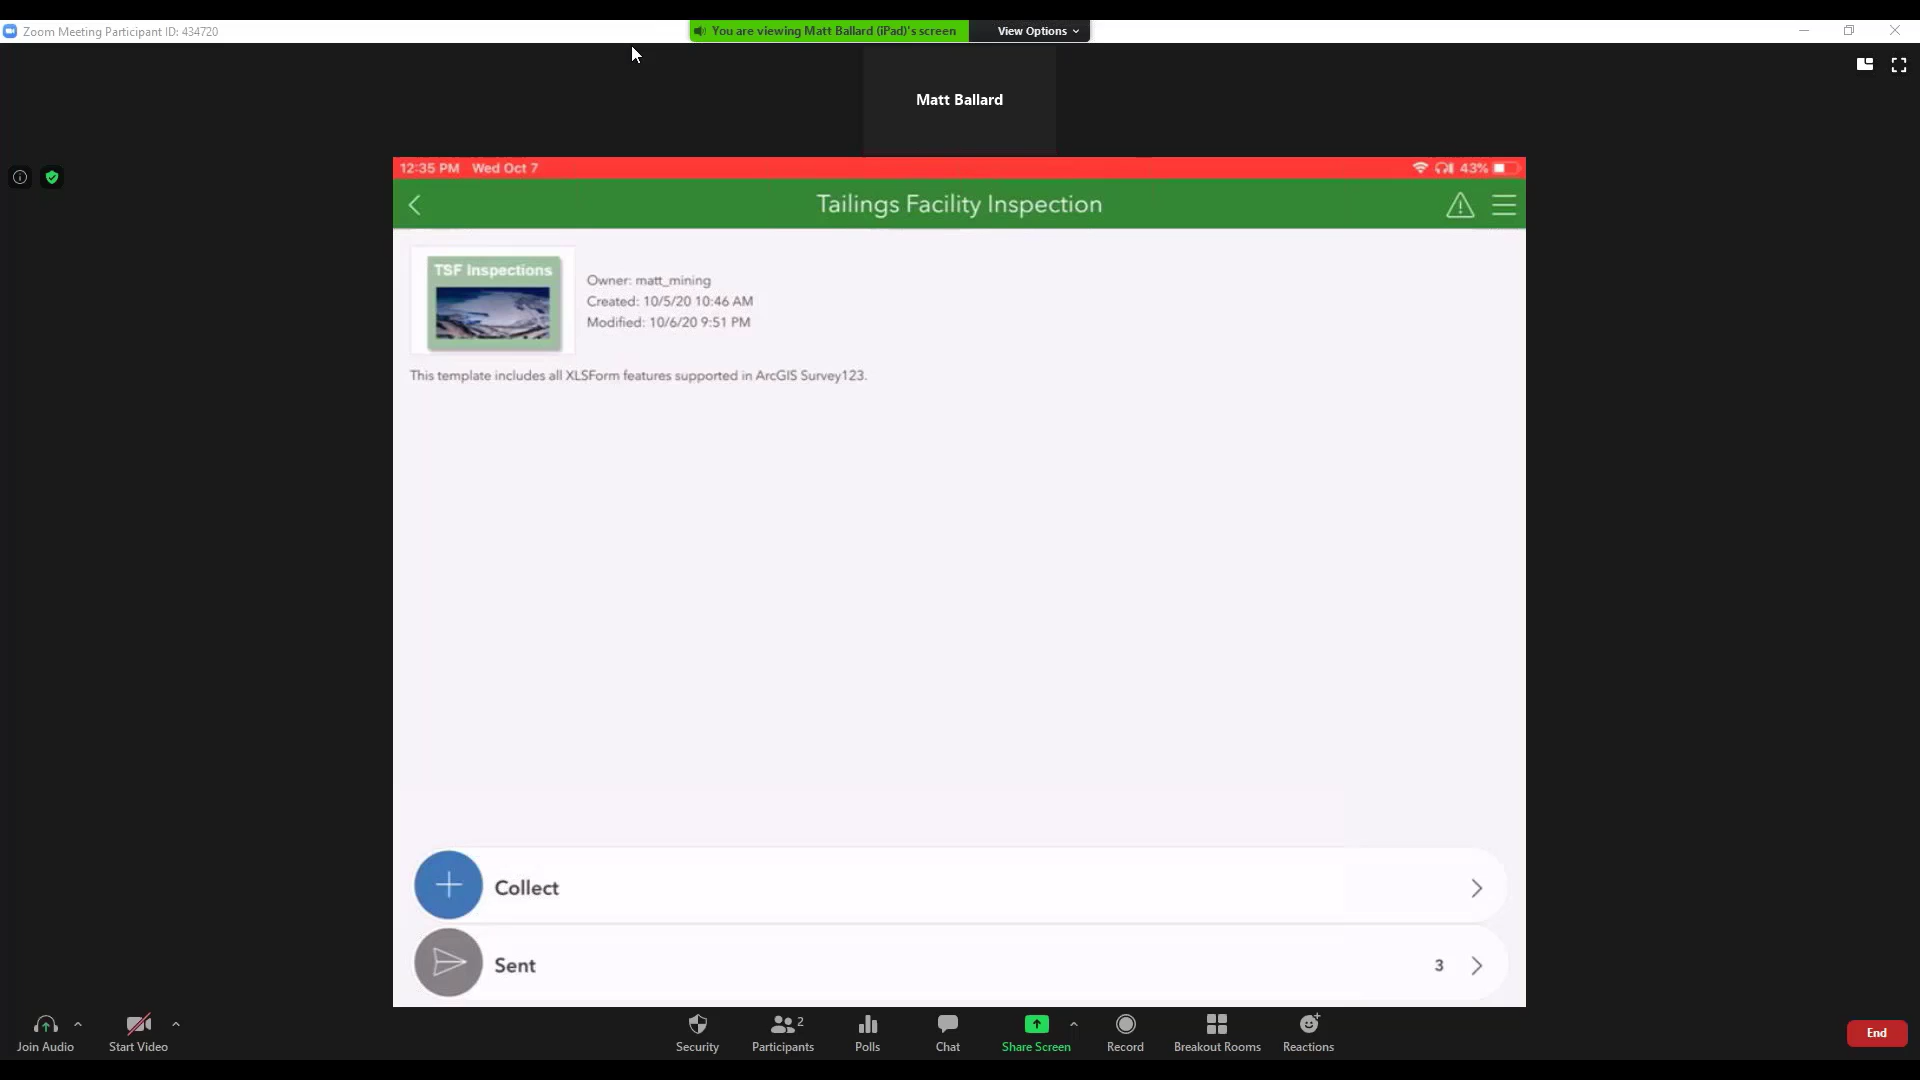 Zoom Meeting Participant ID: 434720
You are viewing Matt Ballard (iPad)'s screen
View Options
Matt Ballard
12:35 PM Wed Oct 7
43%
Tailings Facility Inspection
TSF Inspections
Owner: matt_mining
Created: 10/5/20 10:46 AM
Modified: 10/6/20 9:51 PM
This template includes all XLSForm features supported in ArcGIS Survey123.
Collect
Sent 3
Join Audio
Start Video
Security
2
Participants
Polls
Chat
Share Screen
Record
Breakout Rooms
Reactions
End